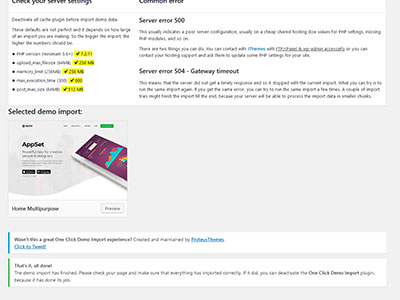 Check your server settings
Deactivate all cache plugin before import demo data.
These defaults are not perfect and it depends on how large
of an import you are making. So the bigger the import, the
higher the numbers should be.
PHP version (minimum 5.6+) ✔ 7.2.11
upload_max_filesize (64MB) ✔ 256 MB
memory_limit (256MB) ✔ 256 MB
max_execution_time (300) ✔ 600
post_max_size (64MB) ✔ 512 MB
Common error
Server error 500
This usually indicates a poor server configuration, usually on a cheap shared hosting (low values for PHP settings, missing
PHP modules, and so on.
There are two things you can do. You can contact with
FTP/cPanel & wp-admin access/info or you can
contact your hosting support and ask them to update some PHP settings for your site.
Server error 504 - Gateway timeout
This means, that the server did not get a timely response and so it stopped with the current import. What you can try is to
run the same import again. If you get the same error, you can try to run the same import a few times. A couple of import
tries might finish the import till the end, because your server will be able to process the import data in smaller chunks.
Selected demo import:
AppSet
Powerful App for creative
people & designers
Home Multipurpose
Preview
Wasn't this a great One Click Demo Import experience? Created and maintained by ProteusThemes.
Click to Tweet!
That's it, all done!
The demo import has finished. Please check your page and make sure that everything has imported correctly. If it did, you can deactivate the One Click Demo Import plugin,
because it has done its job.